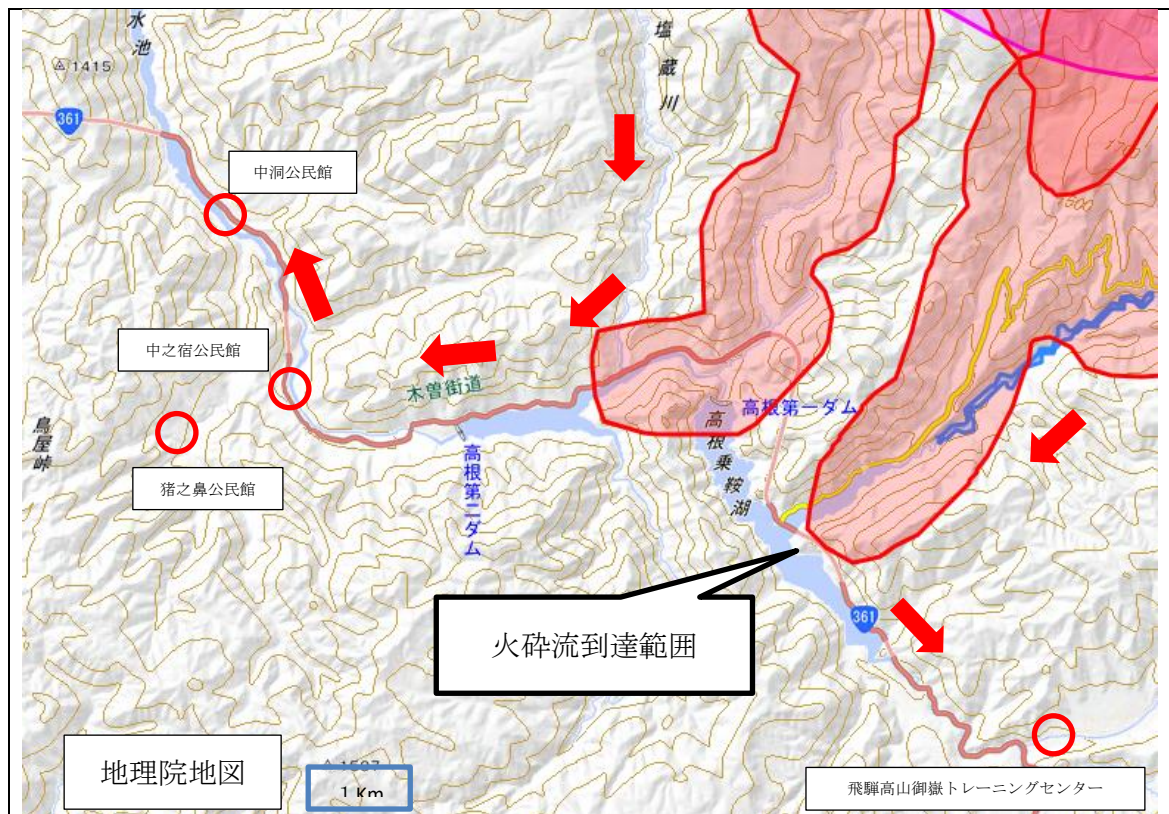 水
池
塩
蔵
川
1415
361
中洞公民館
1500
中之宿公民館
木曽街道
高根第一ダム
高根乗鞍湖
鳥屋峠
猪之鼻公民館
高根第二ダム
火砕流到達範囲
361
地理院地図
1 Km
飛騨高山御嶽トレーニングセンター